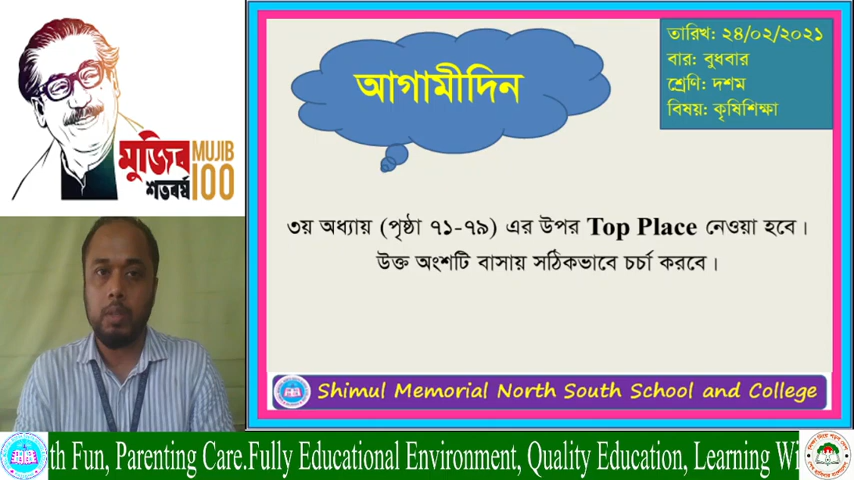 মুজিব
শতবর্ষ
MUJIB
100
আগামীদিন
তারিখ: ২৪/০২/২০২১
বার: বুধবার
শ্রেণি: দশম
বিষয়: কৃষিশিক্ষা
৩য় অধ্যায় (পৃষ্ঠা ৭১-৭৯) এর উপর Top Place নেওয়া হবে।
উক্ত অংশটি বাসায় সঠিকভাবে চর্চা করবে।
Shimul Memorial North South School and College
th Fun, Parenting Care.Fully Educational Environment, Quality Education, Learning Wi